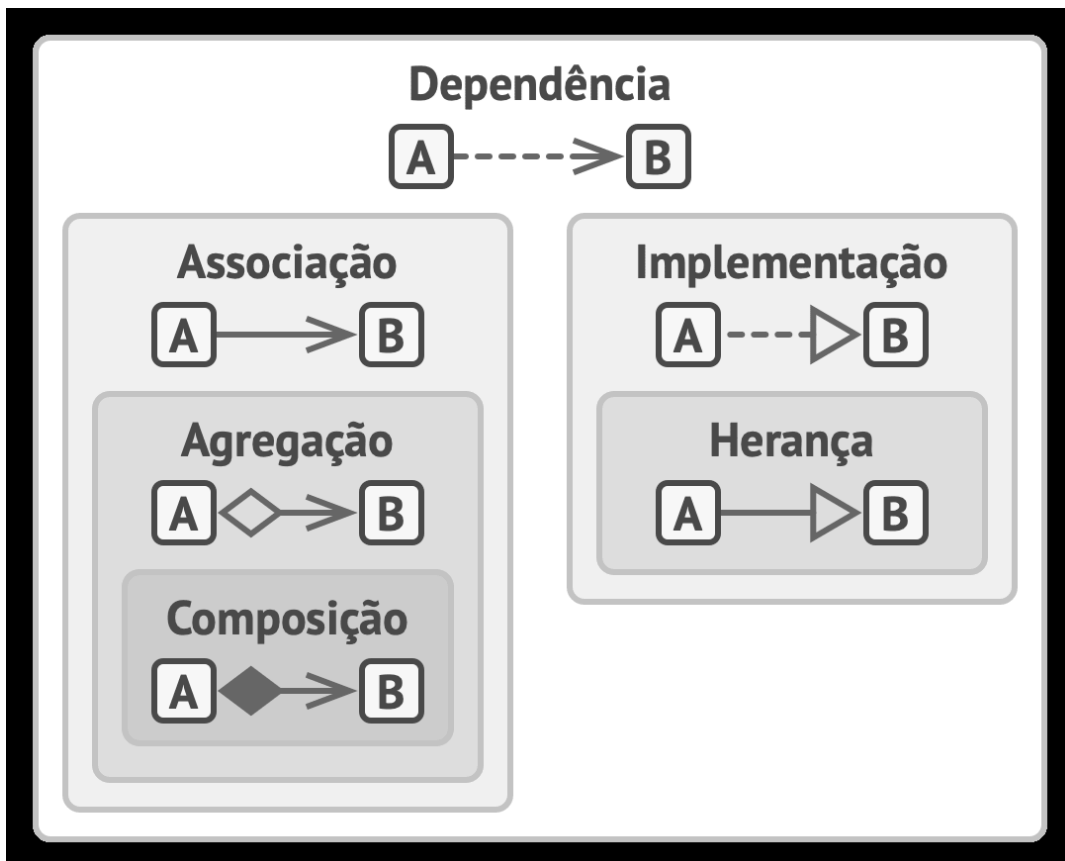 Dependência
A B
Associação
A B
Agregação
A B
Composição
A B
Implementação
A B
Herança
A B